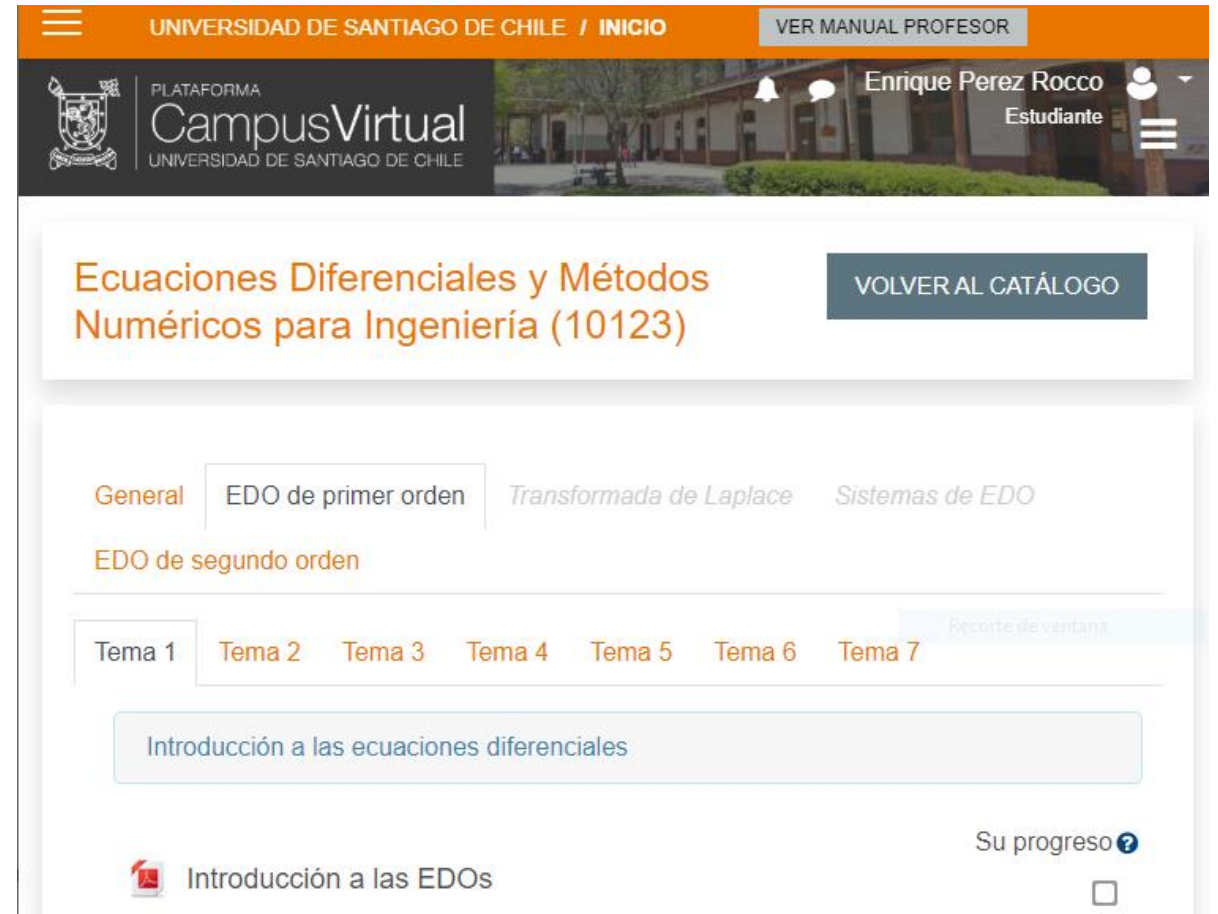 UNIVERSIDAD DE SANTIAGO DE CHILE / INICIO
VER MANUAL PROFESOR
PLATAFORMA
CampusVirtual
UNIVERSIDAD DE SANTIAGO DE CHILE
Enrique Perez Rocco
Estudiante
Ecuaciones Diferenciales y Métodos
Numéricos para Ingeniería (10123)
VOLVER AL CATÁLOGO
General EDO de primer orden Transformada de Laplace Sistemas de EDO
EDO de segundo orden
Recorte de ventana
Tema 1 Tema 2 Tema 3 Tema 4 Tema 5 Tema 6 Tema 7
Introducción a las ecuaciones diferenciales
Su progreso
Introducción a las EDOs